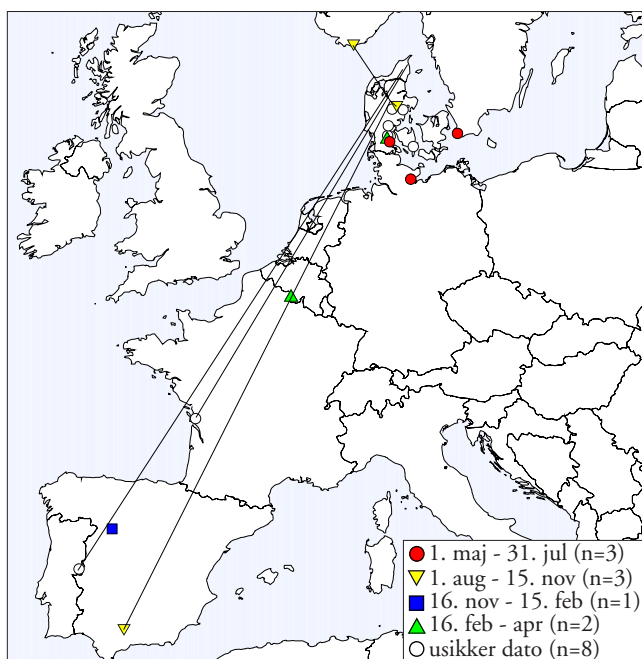 1. maj - 31. jul (n=3)
1. aug - 15. nov (n=3)
16. nov - 15. feb (n=1)
16. feb - apr (n=2)
usikker dato (n=8)